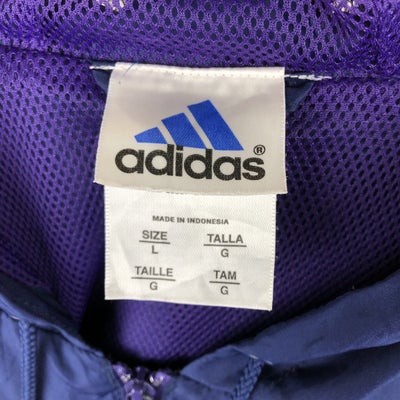 adidas®
MADE IN INDONESIA
SIZE TALLA
L G
TAILLE TAM
G G